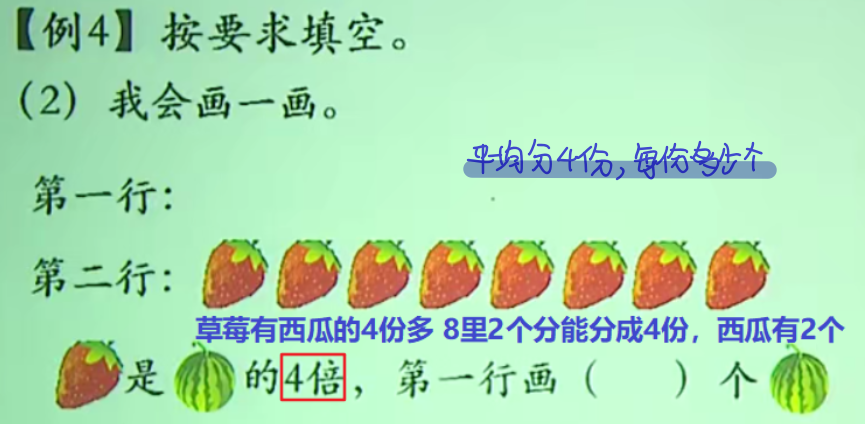 【例4】按要求填空。
(2) 我会画一画。
平均分4份,每份多少个
第一行:
第二行:
草莓有西瓜的4份多 8里2个分能分成4份，西瓜有2个
是 的4倍，第一行画（ ）个